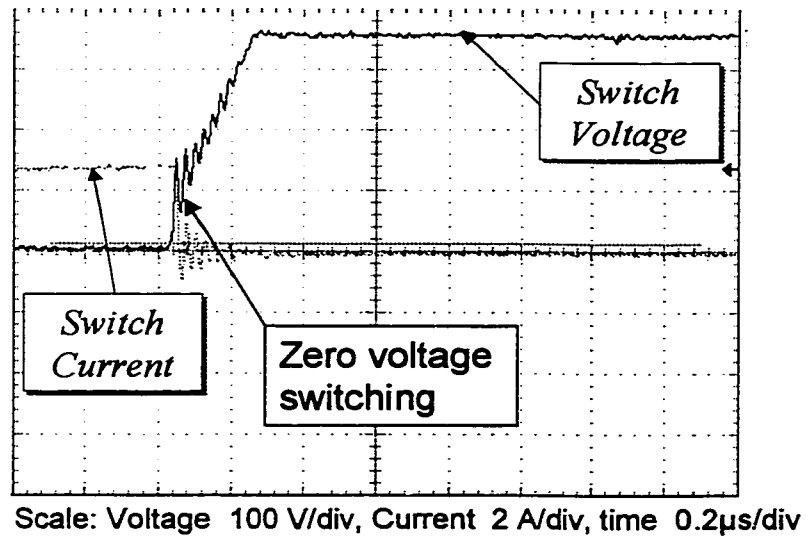 Switch
Voltage
Switch
Current
Zero voltage
switching
Scale: Voltage 100 V/div, Current 2 A/div, time 0.2µs/div